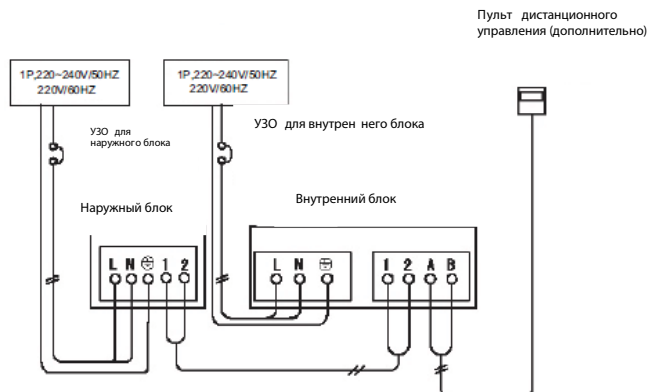 Пульт дистанционного
управления (дополнительно)
1P,220~240V/50HZ
220V/60HZ
1P,220~240V/50HZ
220V/60HZ
УЗО для
наружного блока
УЗО для внутрен него блока
Наружный блок
Внутренний блок
L N 1 2
L N
1 2 A B